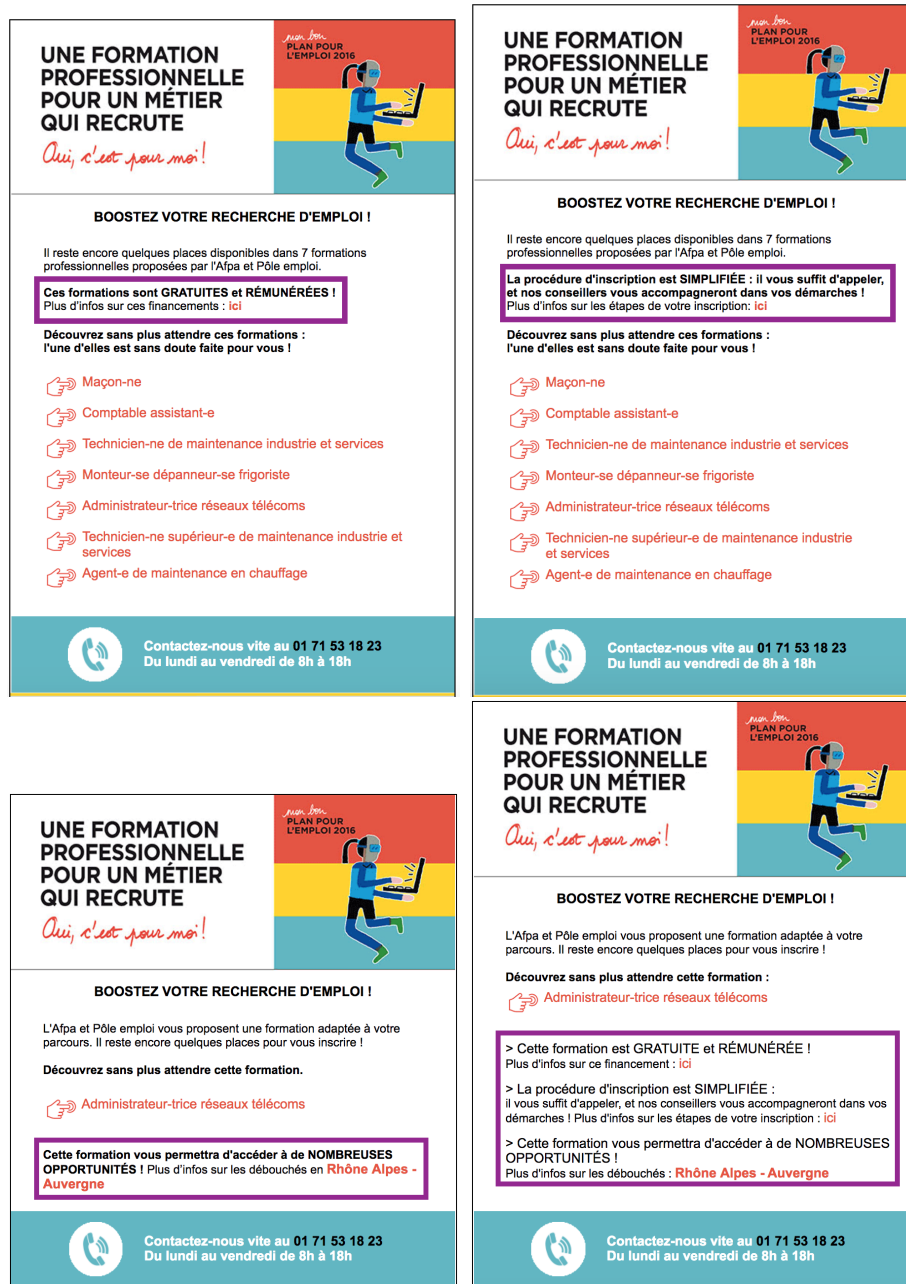 UNE FORMATION
PROFESSIONNELLE
POUR UN MÉTIER
QUI RECRUTE
Oui, c'est pour moi!
mon bon
PLAN POUR
L'EMPLOI 2016
BOOSTEZ VOTRE RECHERCHE D'EMPLOI !
Il reste encore quelques places disponibles dans 7 formations
professionnelles proposées par l'Afpa et Pôle emploi.
Ces formations sont GRATUITES et RÉMUNÉRÉES !
Plus d'infos sur ces financements : ici
Découvrez sans plus attendre ces formations :
l'une d'elles est sans doute faite pour vous !
Maçon-ne
Comptable assistant-e
Technicien-ne de maintenance industrie et services
Monteur-se dépanneur-se frigoriste
Administrateur-trice réseaux télécoms
Technicien-ne supérieur-e de maintenance industrie et
services
Agent-e de maintenance en chauffage
Contactez-nous vite au 01 71 53 18 23
Du lundi au vendredi de 8h à 18h
UNE FORMATION
PROFESSIONNELLE
POUR UN MÉTIER
QUI RECRUTE
Oui, c'est pour moi!
mon bon
PLAN POUR
L'EMPLOI 2016
BOOSTEZ VOTRE RECHERCHE D'EMPLOI !
Il reste encore quelques places disponibles dans 7 formations
professionnelles proposées par l'Afpa et Pôle emploi.
La procédure d'inscription est SIMPLIFIÉE : il vous suffit d'appeler,
et nos conseillers vous accompagneront dans vos démarches !
Plus d'infos sur les étapes de votre inscription: ici
Découvrez sans plus attendre ces formations :
l'une d'elles est sans doute faite pour vous !
Maçon-ne
Comptable assistant-e
Technicien-ne de maintenance industrie et services
Monteur-se dépanneur-se frigoriste
Administrateur-trice réseaux télécoms
Technicien-ne supérieur-e de maintenance industrie
et services
Agent-e de maintenance en chauffage
Contactez-nous vite au 01 71 53 18 23
Du lundi au vendredi de 8h à 18h
UNE FORMATION
PROFESSIONNELLE
POUR UN MÉTIER
QUI RECRUTE
Oui, c'est pour moi!
mon bon
PLAN POUR
L'EMPLOI 2016
BOOSTEZ VOTRE RECHERCHE D'EMPLOI !
L'Afpa et Pôle emploi vous proposent une formation adaptée à votre
parcours. Il reste encore quelques places pour vous inscrire !
Découvrez sans plus attendre cette formation.
Administrateur-trice réseaux télécoms
Cette formation vous permettra d'accéder à de NOMBREUSES
OPPORTUNITÉS ! Plus d'infos sur les débouchés en Rhône Alpes -
Auvergne
Contactez-nous vite au 01 71 53 18 23
Du lundi au vendredi de 8h à 18h
UNE FORMATION
PROFESSIONNELLE
POUR UN MÉTIER
QUI RECRUTE
Oui, c'est pour moi!
mon bon
PLAN POUR
L'EMPLOI 2016
BOOSTEZ VOTRE RECHERCHE D'EMPLOI !
L'Afpa et Pôle emploi vous proposent une formation adaptée à votre
parcours. Il reste encore quelques places pour vous inscrire !
Découvrez sans plus attendre cette formation :
Administrateur-trice réseaux télécoms
> Cette formation est GRATUITE et RÉMUNÉRÉE !
Plus d'infos sur ce financement : ici
> La procédure d'inscription est SIMPLIFIÉE :
il vous suffit d'appeler, et nos conseillers vous accompagneront dans vos
démarches ! Plus d'infos sur les étapes de votre inscription : ici
> Cette formation vous permettra d'accéder à de NOMBREUSES
OPPORTUNITÉS !
Plus d'infos sur les débouchés : Rhône Alpes - Auvergne
Contactez-nous vite au 01 71 53 18 23
Du lundi au vendredi de 8h à 18h